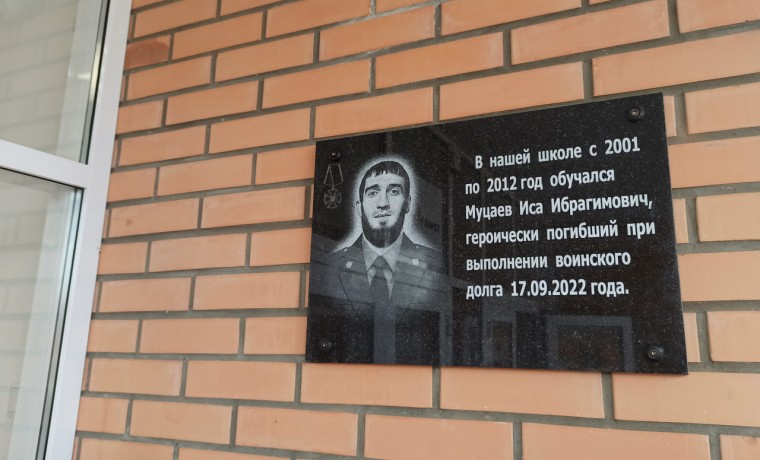 В нашей школе с 2001
по 2012 год обучался
Муцаев Иса Ибрагимович,
героически погибший при
выполнении воинского
долга 17.09.2022 года.